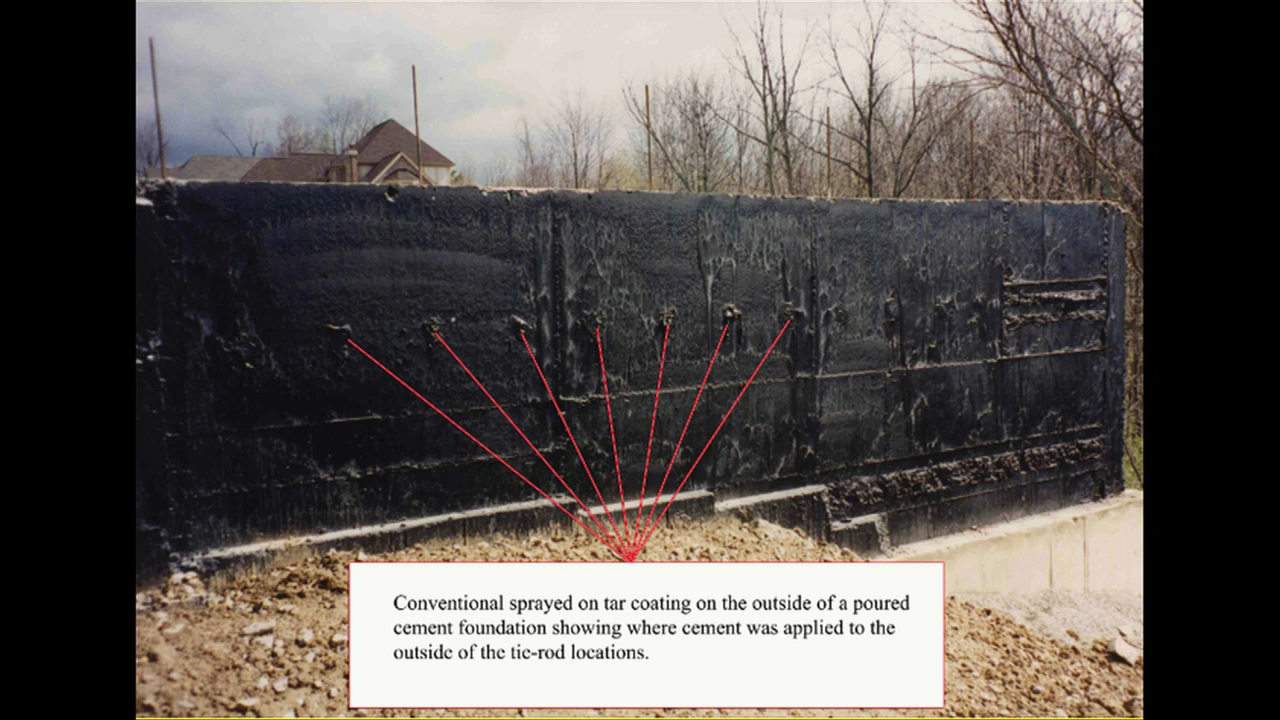 Conventional sprayed on tar coating on the outside of a poured
cement foundation showing where cement was applied to the
outside of the tie-rod locations.